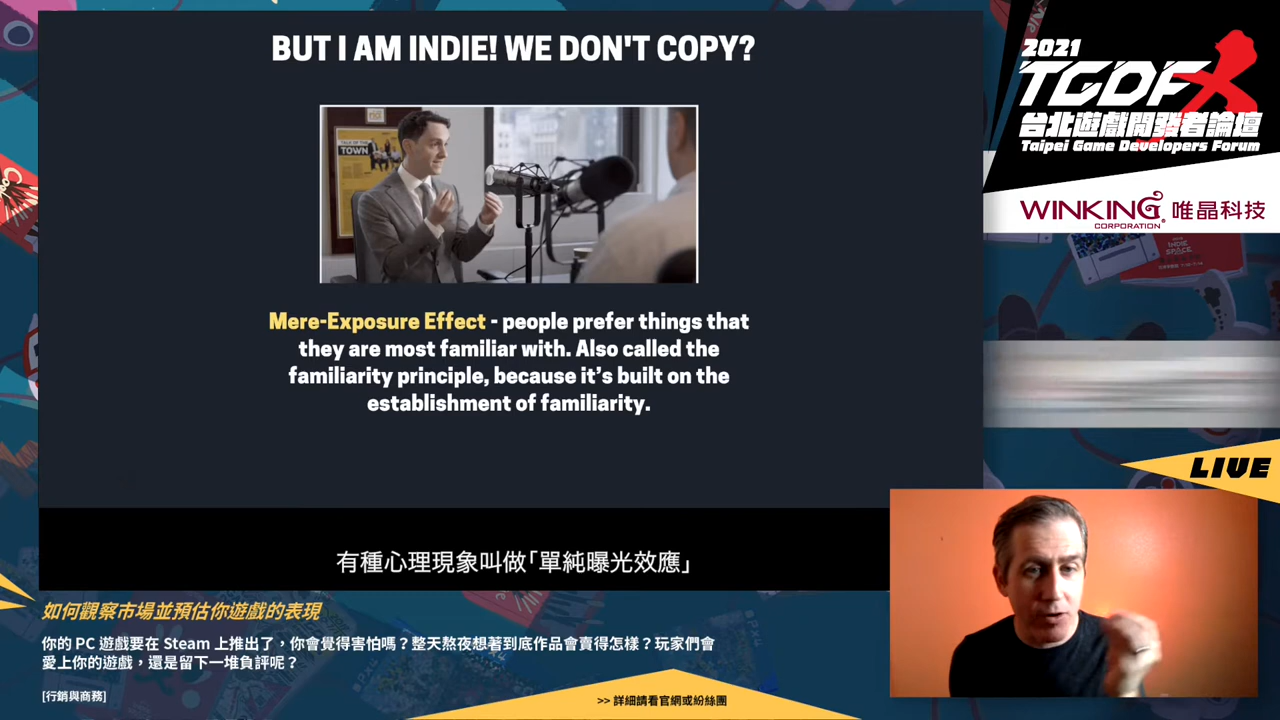 BUT I AM INDIE! WE DON'T COPY?
TALK OF THE
TOWN
Mere-Exposure Effect - people prefer things that
they are most familiar with. Also called the
familiarity principle, because it's built on the
establishment of familiarity.
有種心理現象叫做「單純曝光效應」
2021
TGDF X
台北遊戲開發者論壇
Taipei Game Developers Forum
WINKING® 唯晶科技
CORPORATION
INDIE
SPACE
LIVE
如何觀察市場並預估你遊戲的表現
你的 PC 遊戲要在 Steam 上推出了，你會覺得害怕嗎？整天熬夜想著到底作品會賣得怎樣？玩家們會
愛上你的遊戲，還是留下一堆負評呢？
[行銷與商務]
>> 詳細請看官網或紛絲團